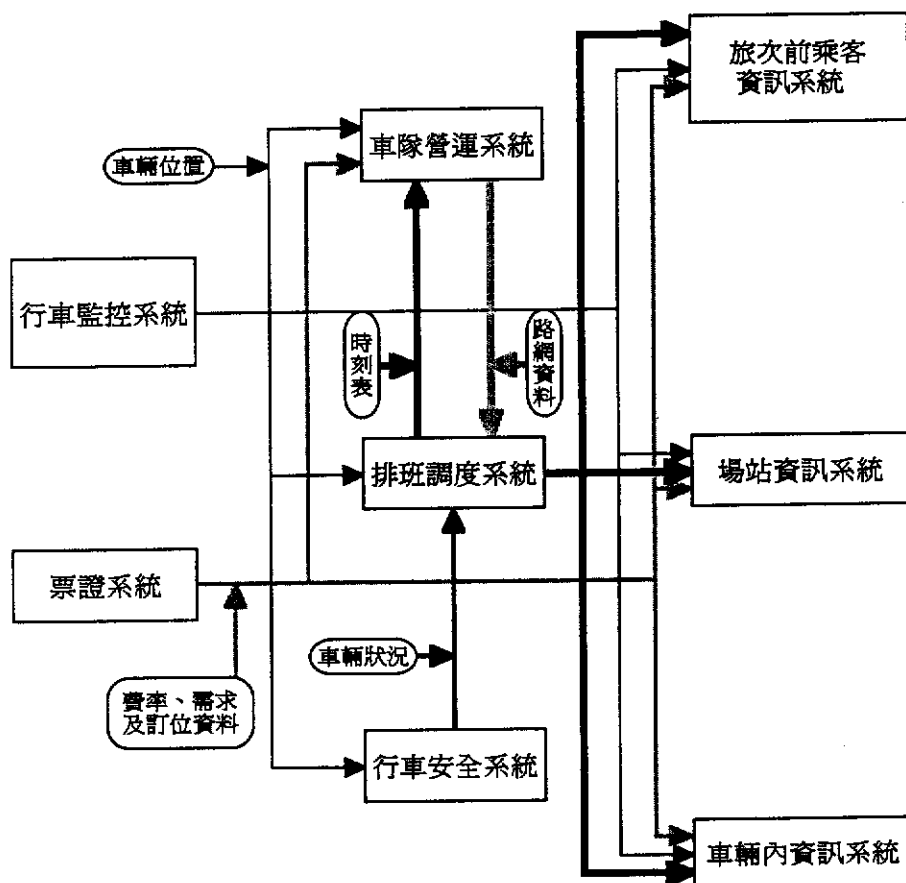 旅次前乘客
資訊系統
車隊營運系統
車輛位置
行車監控系統
時
刻
表
路
網
資
料
排班調度系統
場站資訊系統
票證系統
車輛狀況
費率、需求
及訂位資料
行車安全系統
車輛內資訊系統